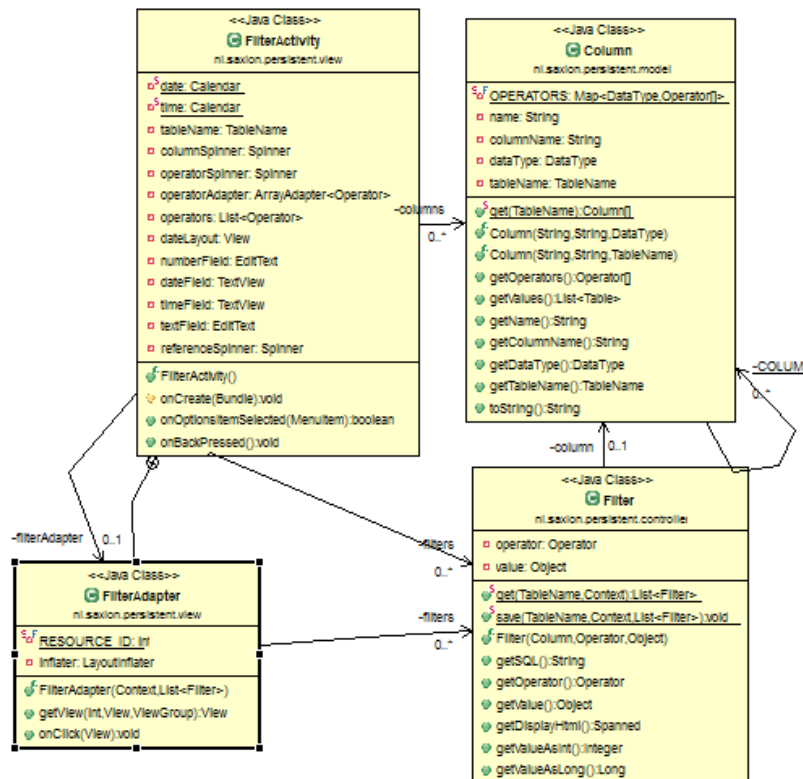 <<Java Class>>
FilterActivity
nl.saxion.persistent.view
date: Calendar
time: Calendar
tableName: TableName
columnSpinner: Spinner
operatorSpinner: Spinner
operatorAdapter: ArrayAdapter<Operator>
operators: List<Operator>
dateLayout: View
numberField: EditText
dateField: TextView
timeField: TextView
textField: EditText
referenceSpinner: Spinner
FilterActivity()
onCreate(Bundle):void
onOptionsItemSelected(MenuItem):boolean
onBackPressed():void
-columns
0..*
<<Java Class>>
Column
nl.saxion.persistent.model
OPERATORS: Map<DataType,Operator[]>
name: String
columnName: String
dataType: DataType
tableName: TableName
get(TableName):Column[]
Column(String,String,DataType)
Column(String,String,TableName)
getOperators():Operator[]
getValues():List<Table>
getName():String
getColumnName():String
getDataType():DataType
getTableName():TableName
toString():String
-COLUM
0..*
-column
0..1
-filterAdapter
0..1
-filters
0..*
<<Java Class>>
FilterAdapter
nl.saxion.persistent.view
RESOURCE_ID: int
inflater: LayoutInflater
FilterAdapter(Context,List<Filter>)
getView(int,View,ViewGroup):View
onClick(View):void
-filters
0..*
<<Java Class>>
Filter
nl.saxion.persistent.controller
operator: Operator
value: Object
get(TableName,Context):List<Filter>
save(TableName,Context,List<Filter>):void
Filter(Column,Operator,Object)
getSQL():String
getOperator():Operator
getValue():Object
getDisplayHtml():Spanned
getValueAsInt():Integer
getValueAsLong():Long